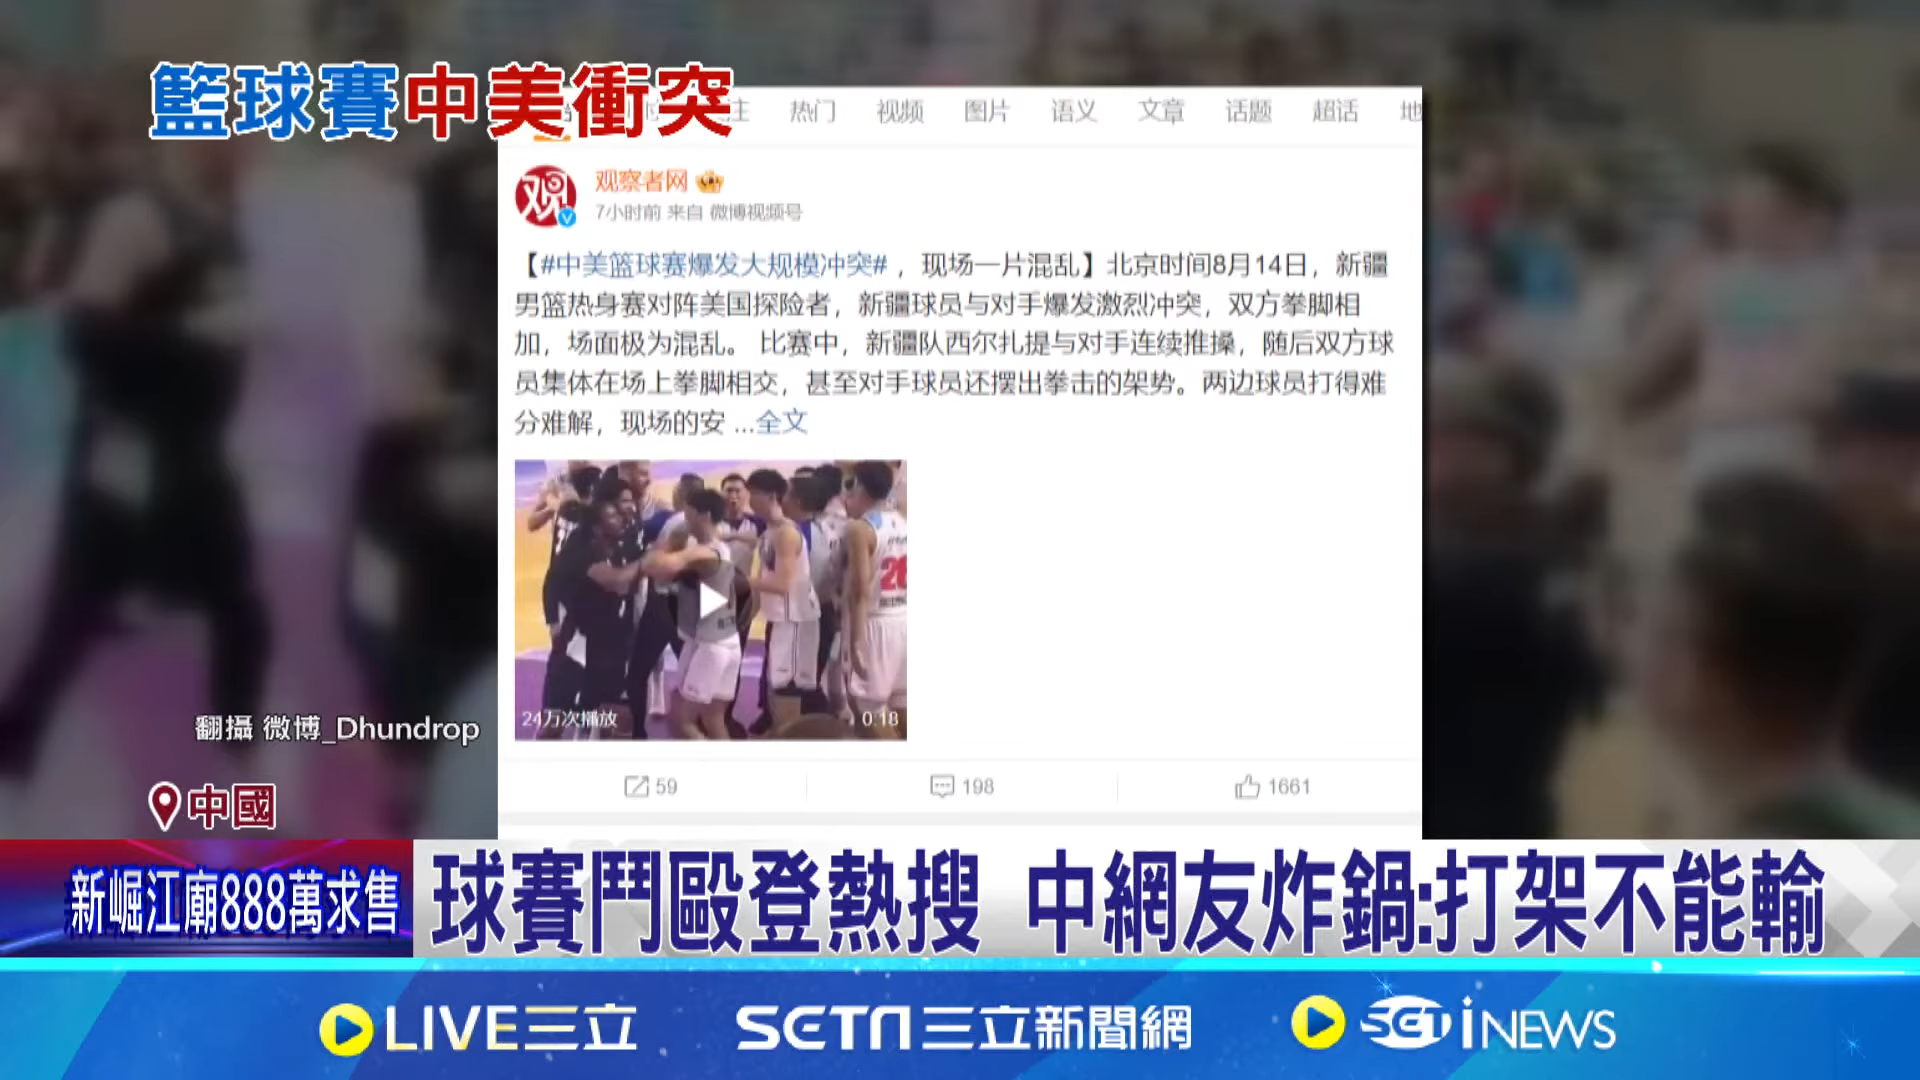 籃球賽中美衝突
注 热门 视频 图片 语义 文章 话题 超话 地
观察者网
7小时前 来自 微博视频号
【#中美篮球赛爆发大规模冲突#，现场一片混乱】北京时间8月14日，新疆
男篮热身赛对阵美国探险者，新疆球员与对手爆发激烈冲突，双方拳脚相
加，场面极为混乱。 比赛中，新疆队西尔扎提与对手连续推搡，随后双方球
员集体在场上拳脚相交，甚至对手球员还摆出拳击的架势。两边球员打得难
分难解，现场的安 ...全文
26
24万次播放 0:18
翻攝 微博_Dhundrop
59 198 1661
中國
新崛江廟888萬求售
球賽鬥毆登熱搜 中網友炸鍋:打架不能輸
LIVE三立 SETN三立新聞網 SET iNEWS